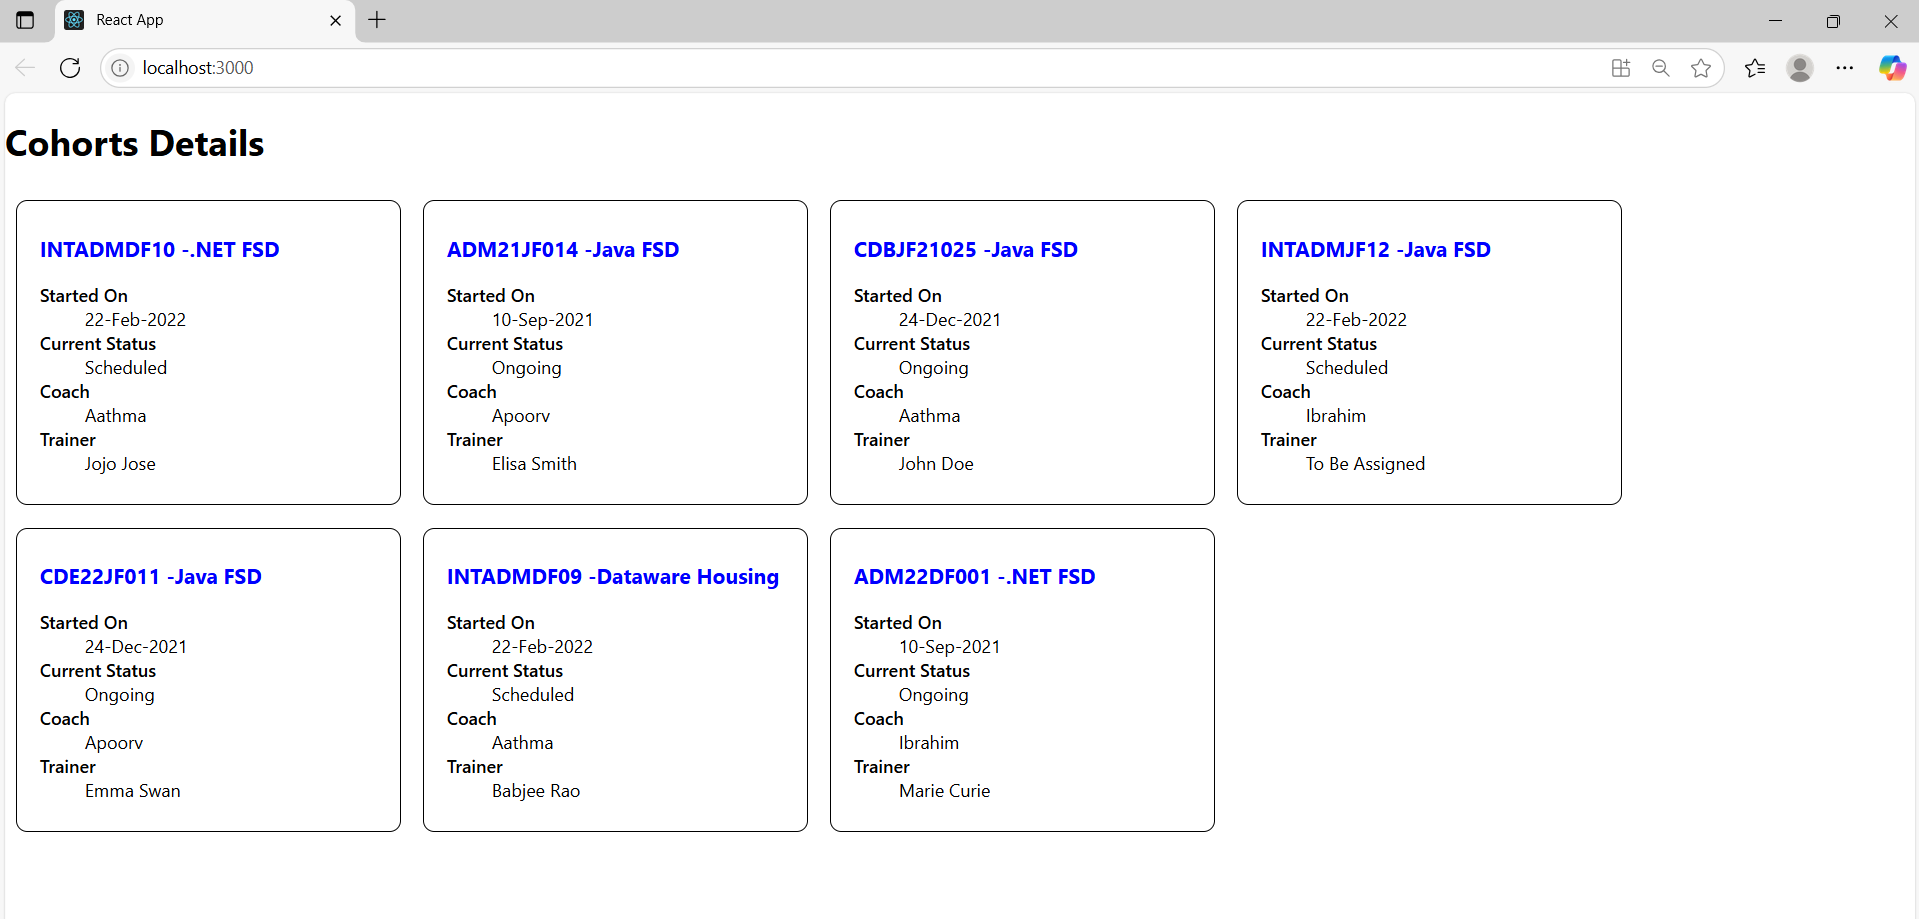 React App
localhost:3000
Cohorts Details
INTADMDF10 -.NET FSD
Started On
22-Feb-2022
Current Status
Scheduled
Coach
Aathma
Trainer
Jojo Jose
ADM21JF014 -Java FSD
Started On
10-Sep-2021
Current Status
Ongoing
Coach
Apoorv
Trainer
Elisa Smith
CDBJF21025 -Java FSD
Started On
24-Dec-2021
Current Status
Ongoing
Coach
Aathma
Trainer
John Doe
INTADMJF12 -Java FSD
Started On
22-Feb-2022
Current Status
Scheduled
Coach
Ibrahim
Trainer
To Be Assigned
CDE22JF011 -Java FSD
Started On
24-Dec-2021
Current Status
Ongoing
Coach
Apoorv
Trainer
Emma Swan
INTADMDF09 -Dataware Housing
Started On
22-Feb-2022
Current Status
Scheduled
Coach
Aathma
Trainer
Babjee Rao
ADM22DF001 -.NET FSD
Started On
10-Sep-2021
Current Status
Ongoing
Coach
Ibrahim
Trainer
Marie Curie